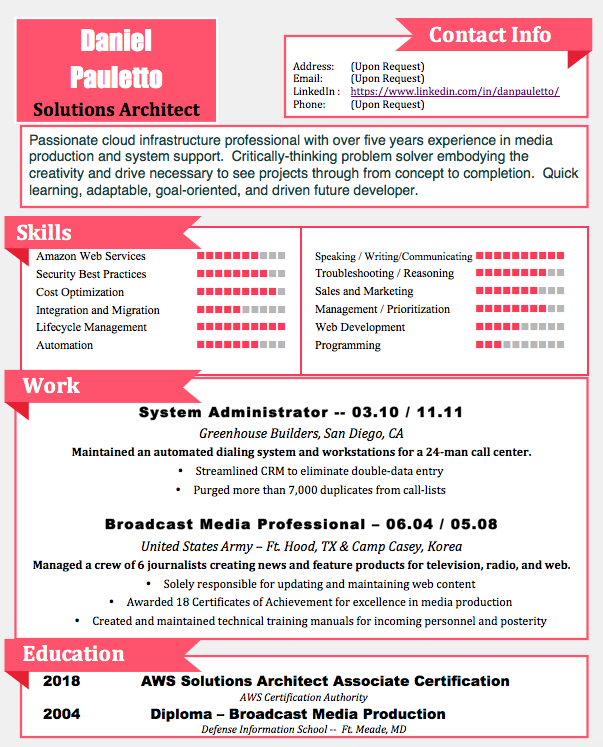 Daniel
Pauletto
Solutions Architect
Contact Info
Address: (Upon Request)
Email: (Upon Request)
LinkedIn : https://www.linkedin.com/in/danpauletto/
Phone: (Upon Request)
Passionate cloud infrastructure professional with over five years experience in media
production and system support. Critically-thinking problem solver embodying the
creativity and drive necessary to see projects through from concept to completion. Quick
learning, adaptable, goal-oriented, and driven future developer.
Skills
Amazon Web Services
Security Best Practices
Cost Optimization
Integration and Migration
Lifecycle Management
Automation
Speaking / Writing/Communicating
Troubleshooting / Reasoning
Sales and Marketing
Management / Prioritization
Web Development
Programming
Work
System Administrator -- 03.10 / 11.11
Greenhouse Builders, San Diego, CA
Maintained an automated dialing system and workstations for a 24-man call center.
• Streamlined CRM to eliminate double-data entry
• Purged more than 7,000 duplicates from call-lists
Broadcast Media Professional – 06.04 / 05.08
United States Army – Ft. Hood, TX & Camp Casey, Korea
Managed a crew of 6 journalists creating news and feature products for television, radio, and web.
• Solely responsible for updating and maintaining web content
• Awarded 18 Certificates of Achievement for excellence in media production
• Created and maintained technical training manuals for incoming personnel and posterity
Education
2018 AWS Solutions Architect Associate Certification
AWS Certification Authority
2004 Diploma – Broadcast Media Production
Defense Information School -- Ft. Meade, MD